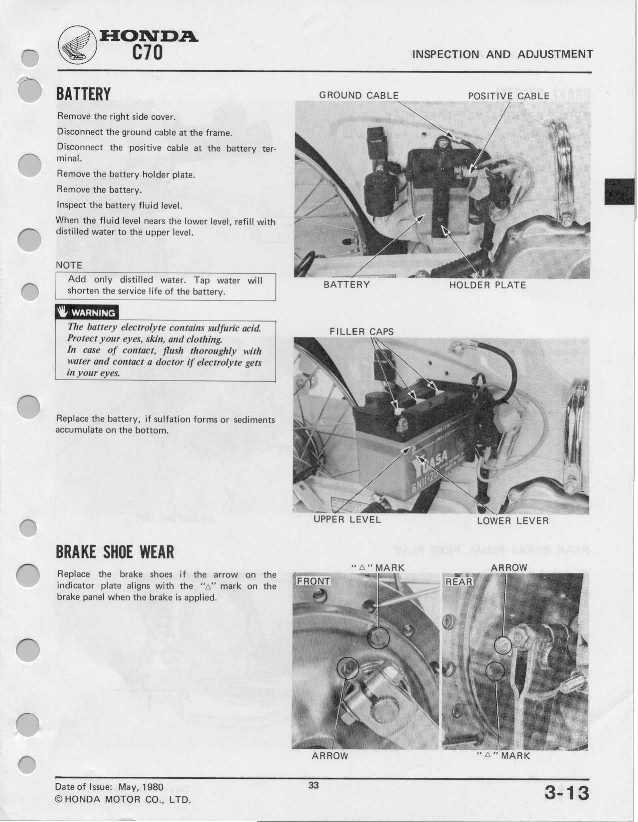 HONDA
C70
INSPECTION AND ADJUSTMENT
BATTERY
Remove the right side cover.
Disconnect the ground cable at the frame.
Disconnect the positive cable at the battery ter-
minal.
Remove the battery holder plate.
Remove the battery.
Inspect the battery fluid level.
When the fluid level nears the lower level, refill with
distilled water to the upper level.
NOTE
Add only distilled water. Tap water will
shorten the service life of the battery.
WARNING
The battery electrolyte contains sulfuric acid.
Protect your eyes, skin, and clothing.
In case of contact, flush thoroughly with
water and contact a doctor if electrolyte gets
in your eyes.
Replace the battery, if sulfation forms or sediments
accumulate on the bottom.
GROUND CABLE
POSITIVE CABLE
BATTERY
HOLDER PLATE
FILLER CAPS
YUASA
UPPER LEVEL
LOWER LEVER
BRAKE SHOE WEAR
Replace the brake shoes if the arrow on the
indicator plate aligns with the "△" mark on the
brake panel when the brake is applied.
"△" MARK
ARROW
FRONT
REAR
ARROW
"△" MARK
Date of Issue: May, 1980
© HONDA MOTOR CO., LTD.
33
3-13